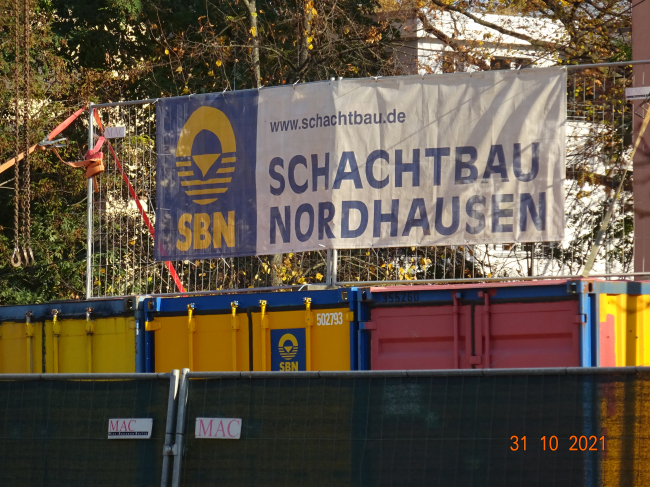 www.schachtbau.de
SCHACHTBAU
NORDHAUSEN
SBN
502793
SBN
MAC
MAC
31 10 2021